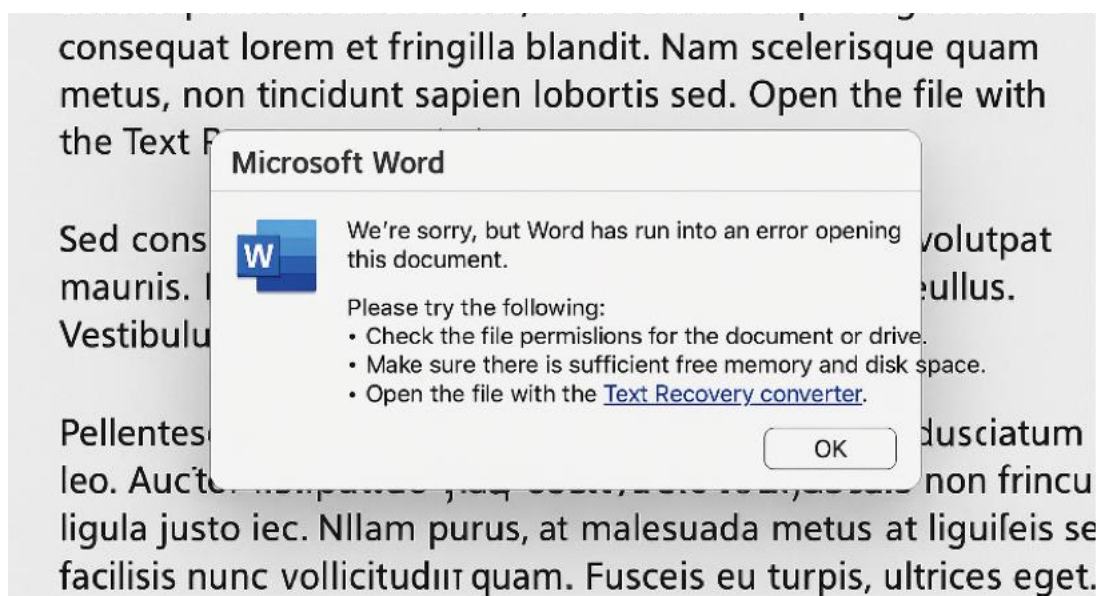 consequat lorem et fringilla blandit. Nam scelerisque quam
metus, non tincidunt sapien lobortis sed. Open the file with
the Text
Microsoft Word
W
We're sorry, but Word has run into an error opening
this document.
Please try the following:
• Check the file permislions for the document or drive.
• Make sure there is sufficient free memory and disk space.
• Open the file with the Text Recovery converter.
OK
Sed cons volutpat
ullus.
Vestibulu
Pellentes dusciatum
leo. non frincu
ligula justo iec. Nllam purus, at malesuada metus at se
facilisis nunc quam. Fusceis eu turpis, ultrices eget.